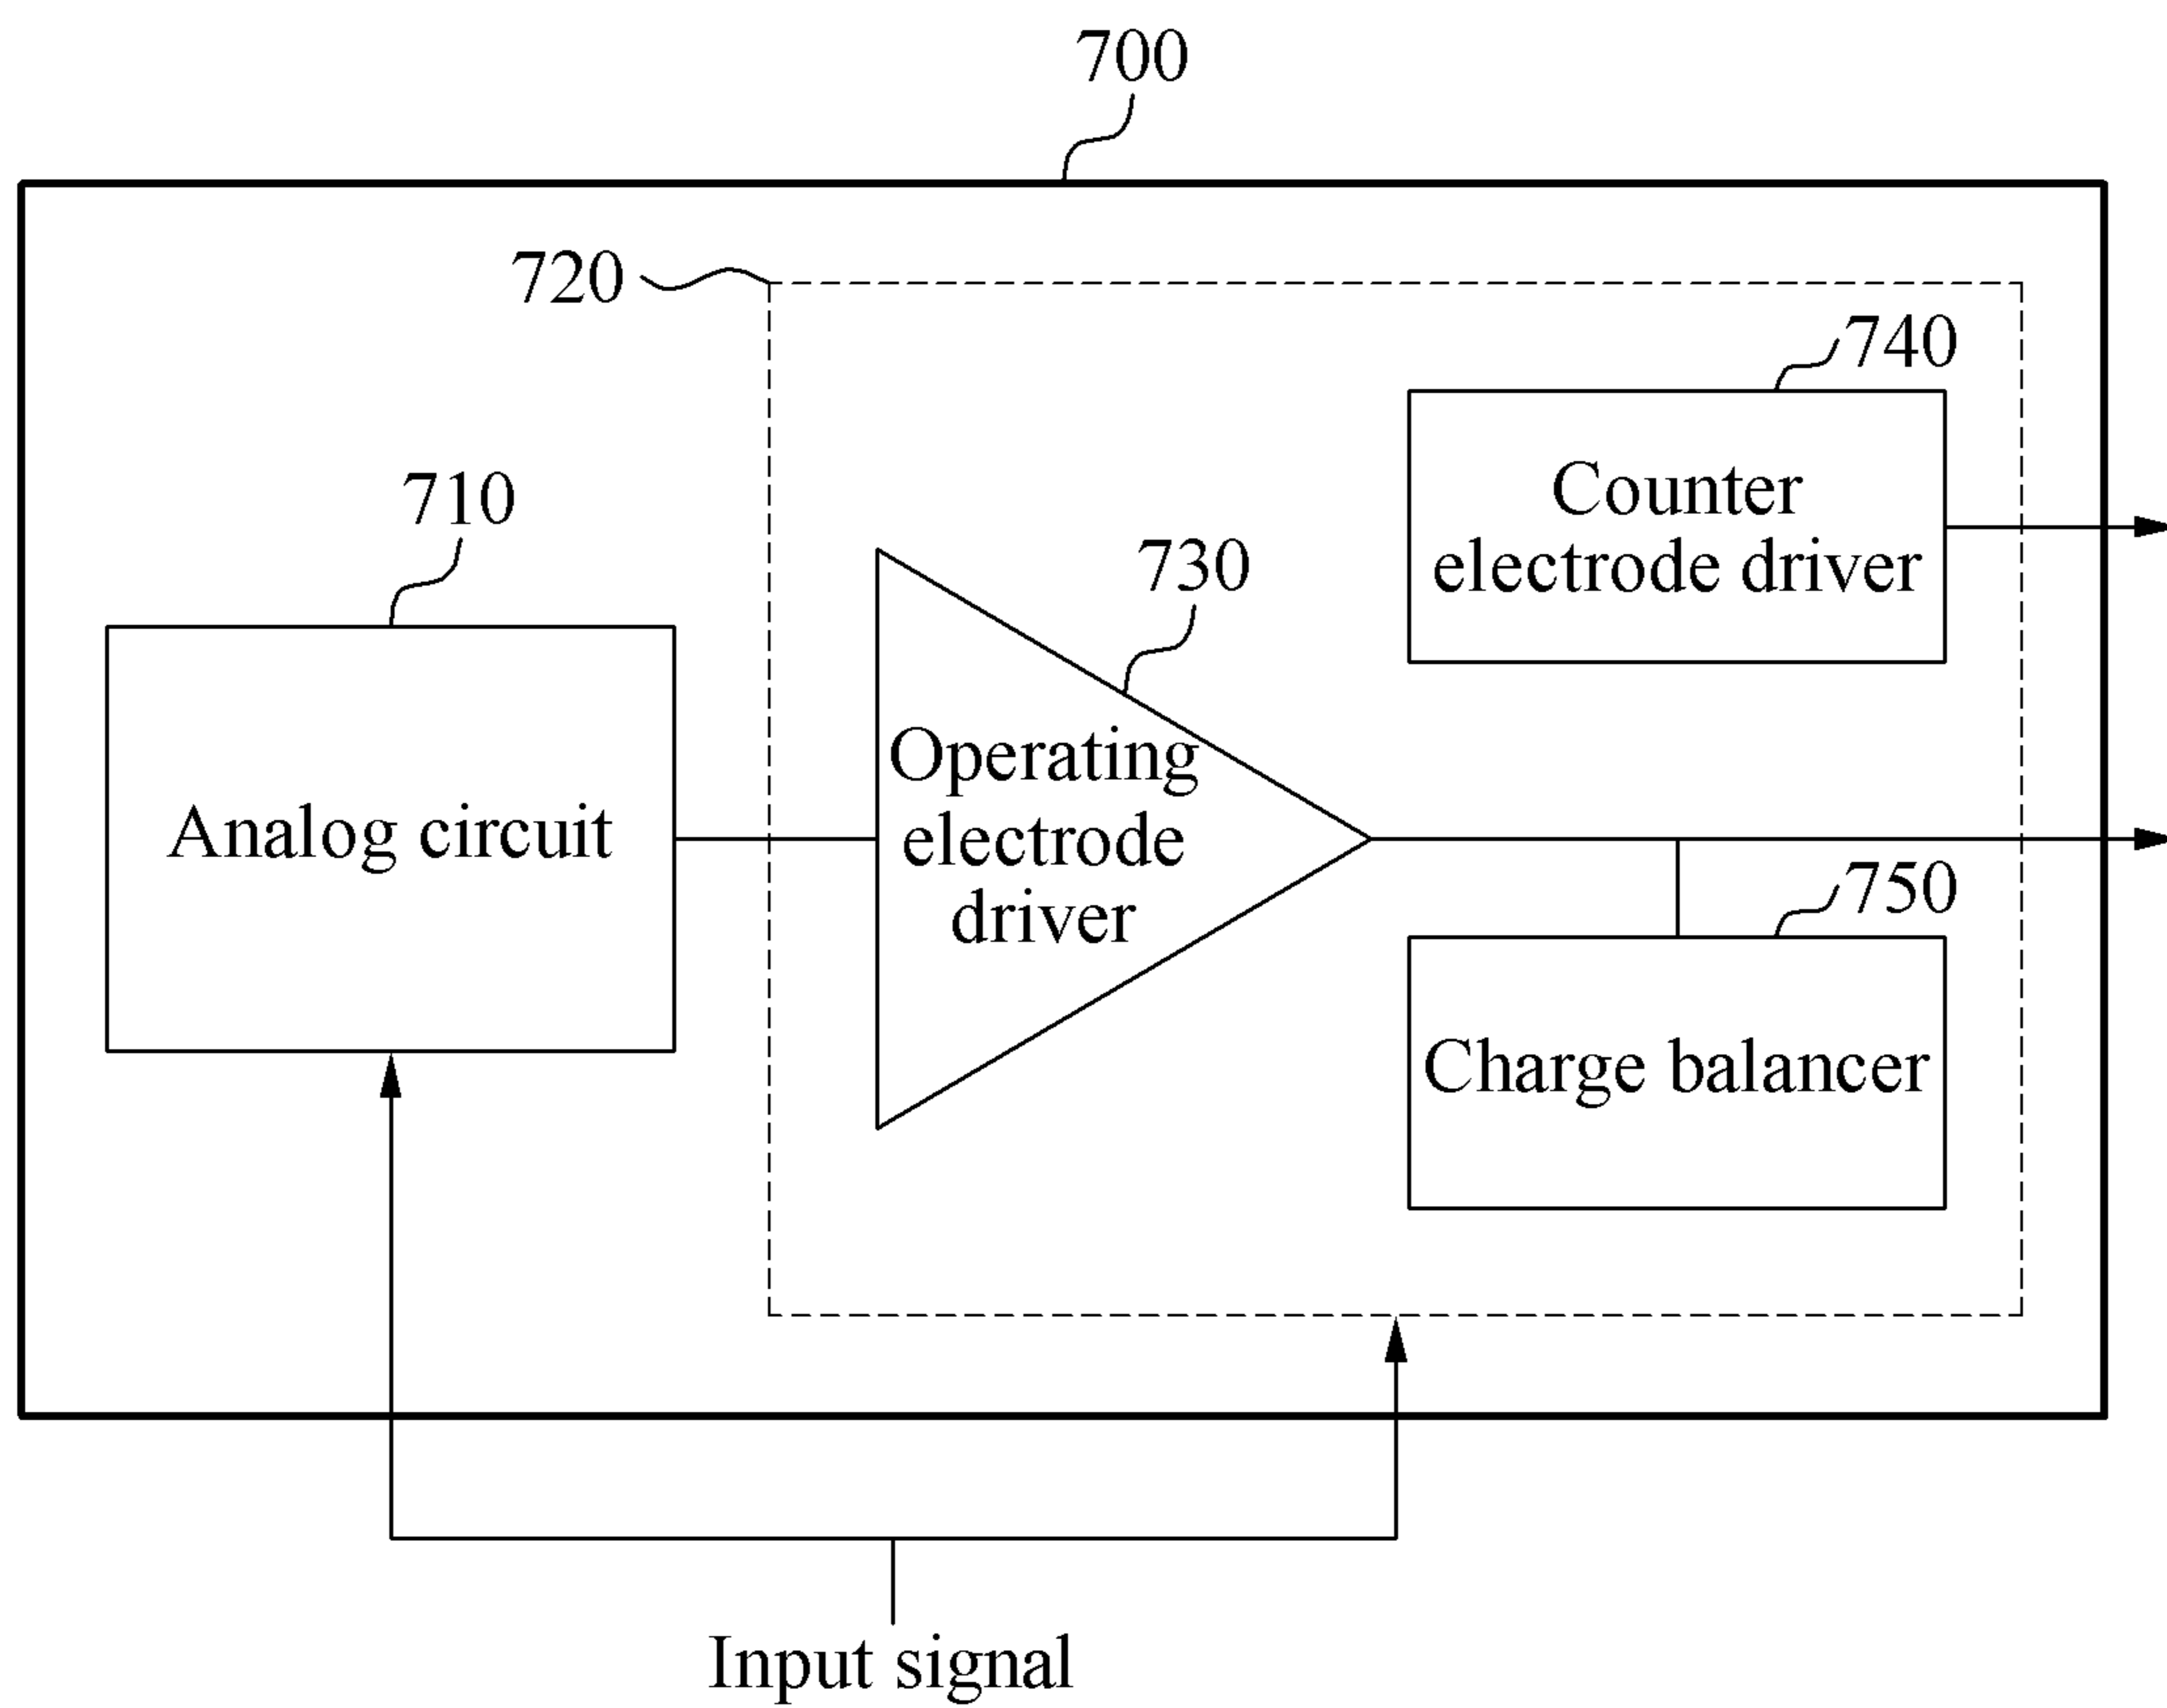 700
720
740
Counter
electrode driver
710
730
Analog circuit
Operating
electrode
driver
750
Charge balancer
Input signal